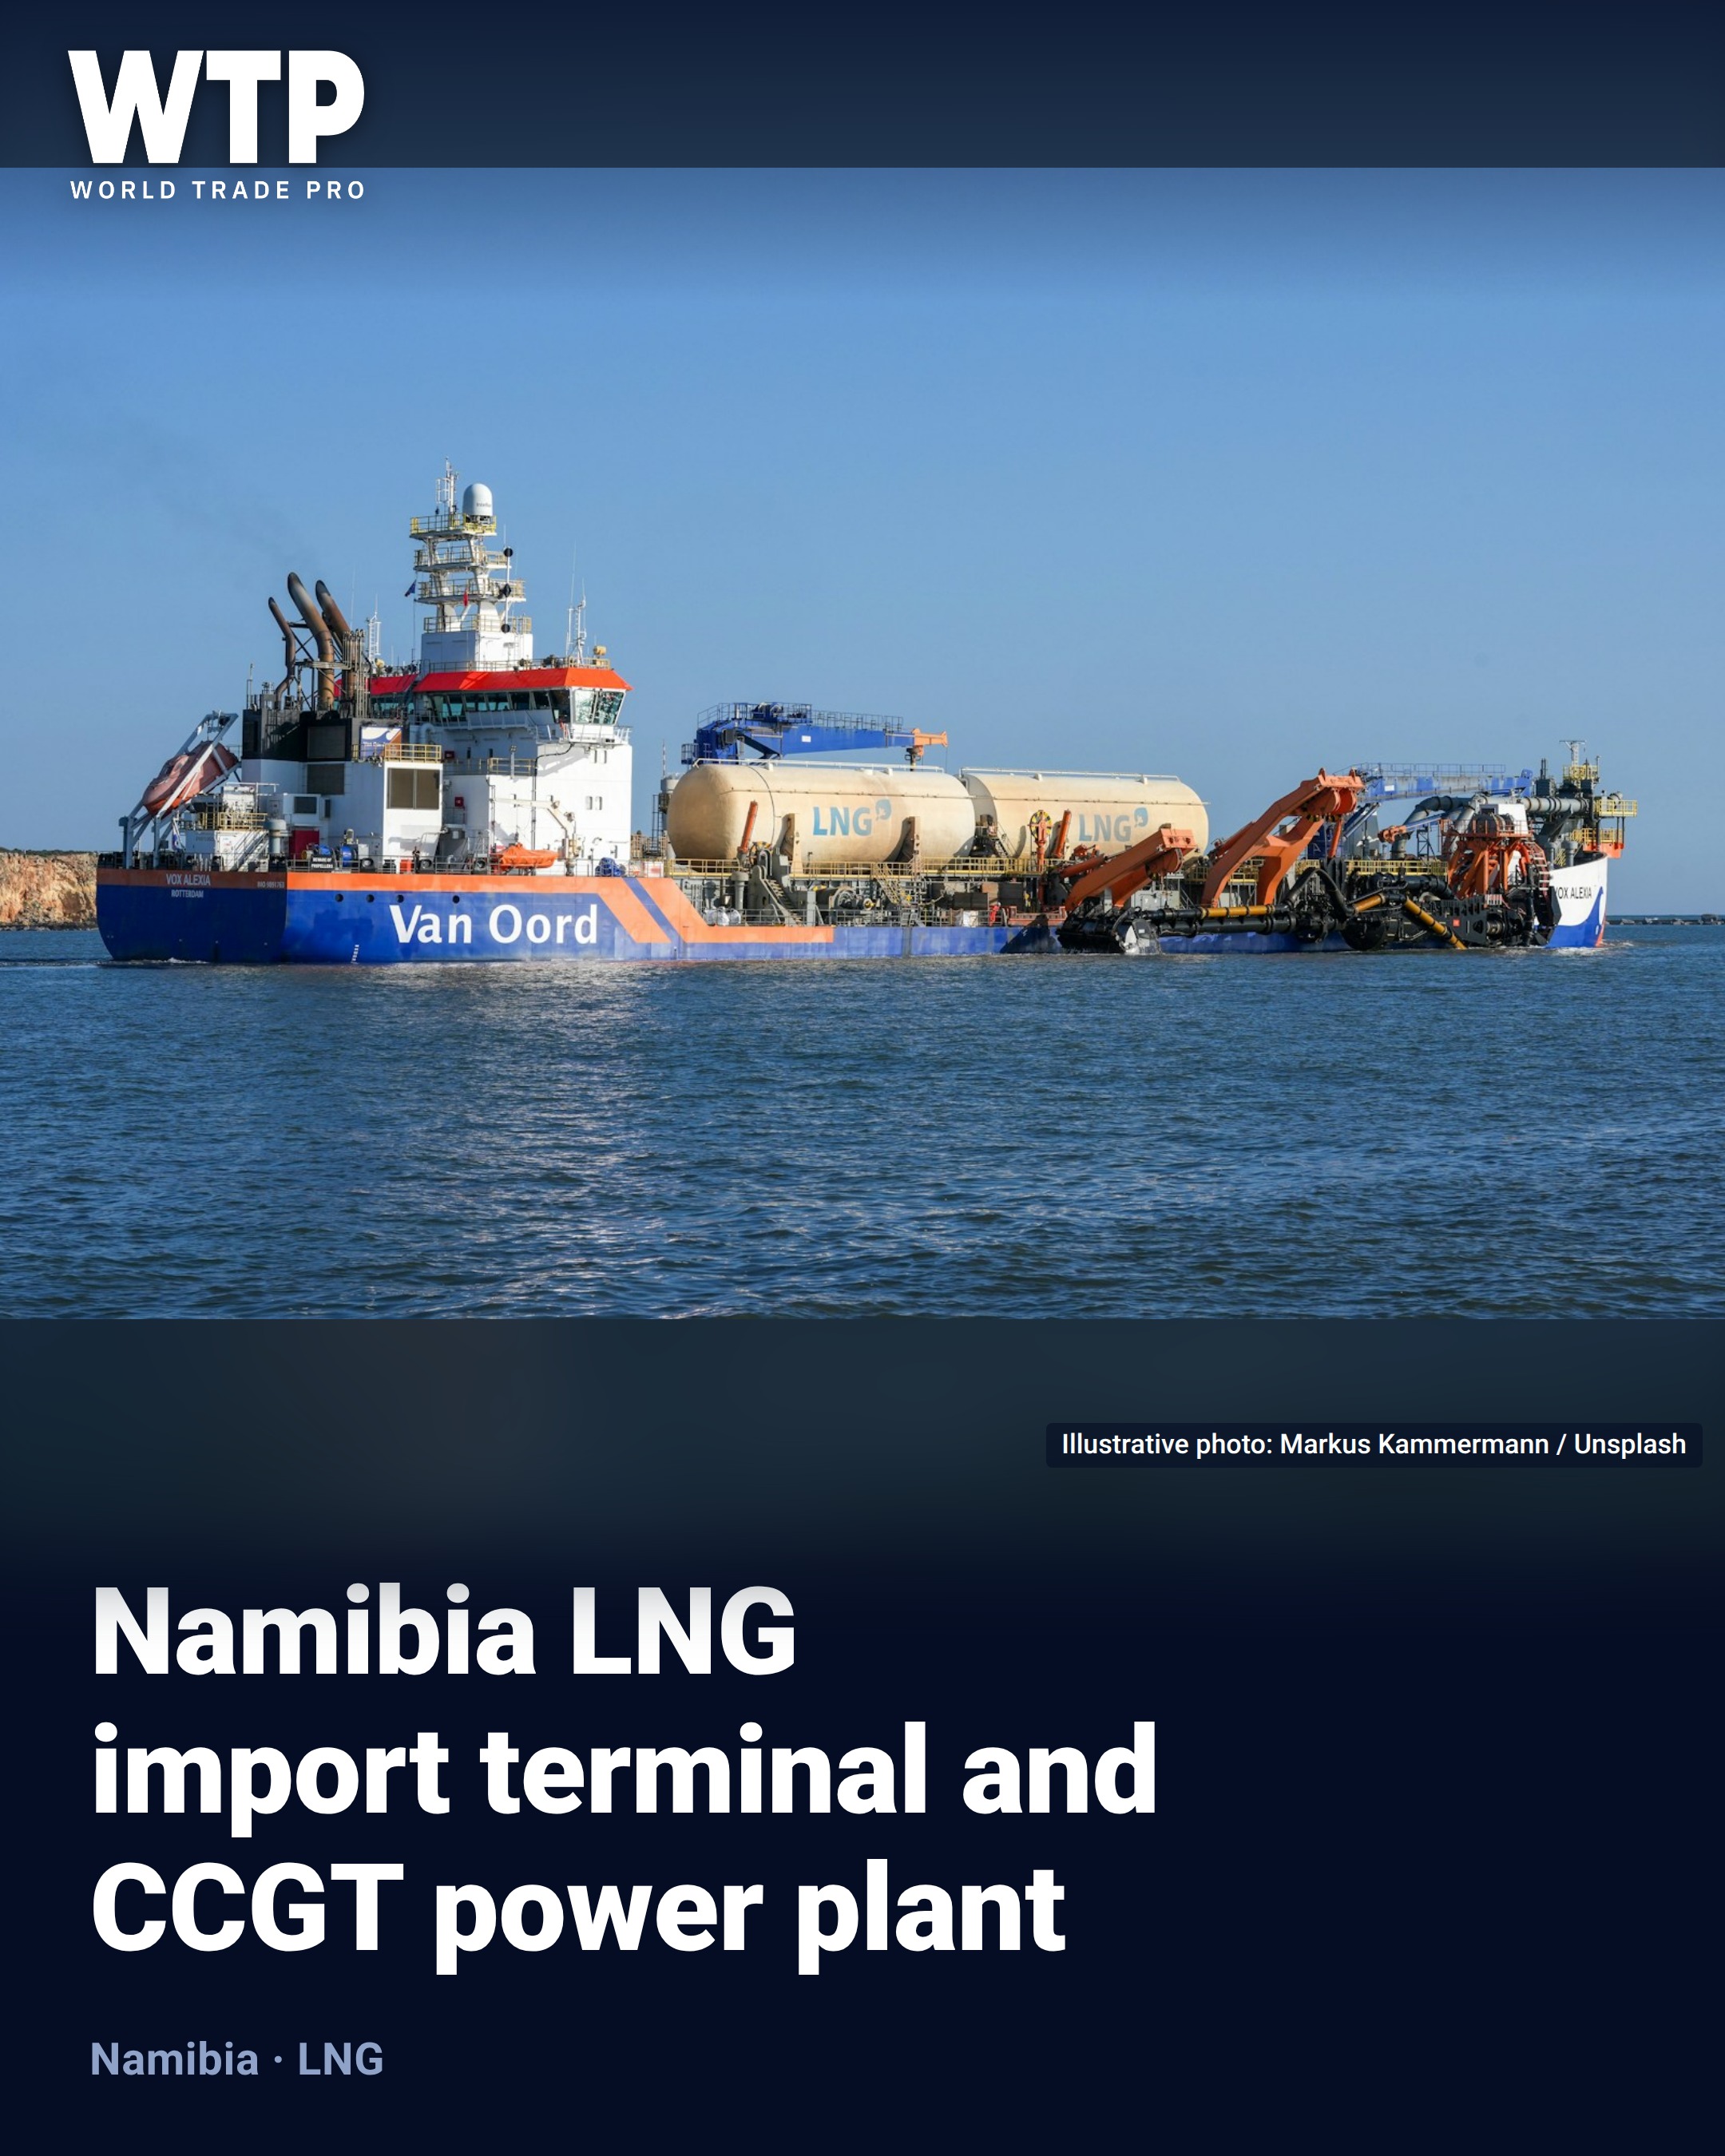 WTP
WORLD TRADE PRO
LNG
LNG
VOX ALEXIA
ROTTERDAM
Van Oord
VOX ALEXIA
Illustrative photo: Markus Kammermann / Unsplash
Namibia LNG
import terminal and
CCGT power plant
Namibia · LNG